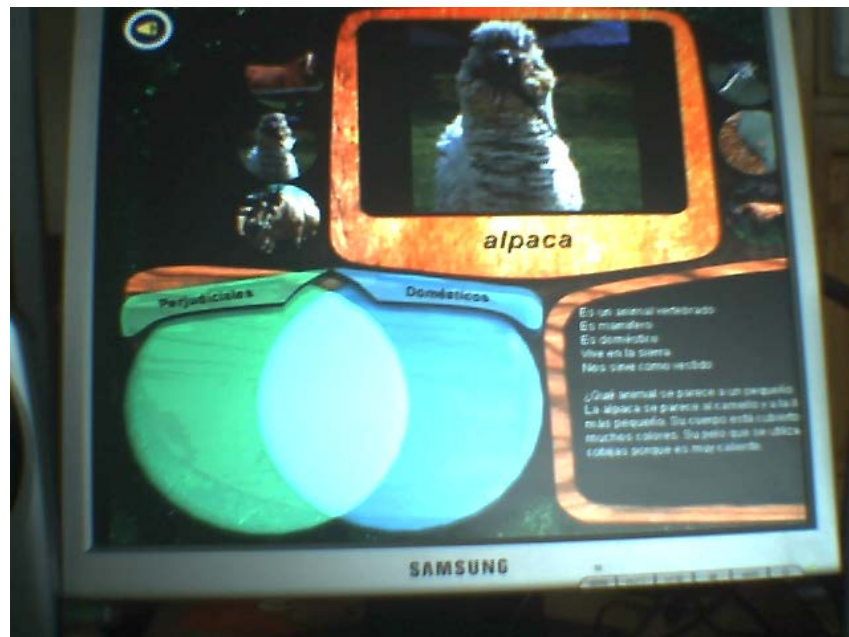 alpaca
Perjudiciales
Domésticos
Es un animal vertebrado
Es mamífero
Es doméstico
Vive en la sierra
Nos sirve como vestido
¿Qué animal se parece a un pequeño
La alpaca se parece al camello y a la ll
más pequeño. Su cuerpo está cubierto
muchos colores. Su pelo que se utiliza
cobijas porque es muy caliente.
SAMSUNG